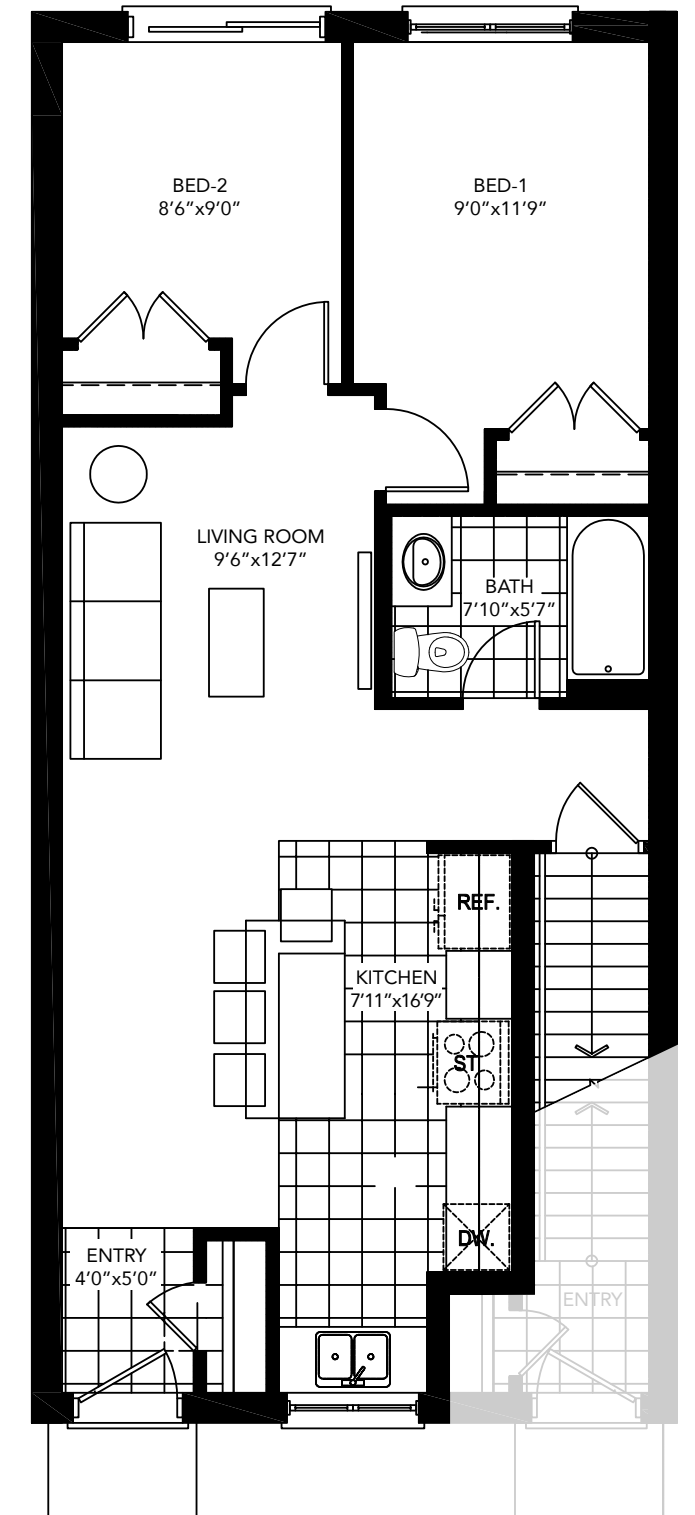 BED-2
8’6”x9’0”
BED-1
9’0”x11’9”
LIVING ROOM
9’6”x12’7”
BATH
7’10”x5’7”
REF.
KITCHEN
7’11”x16’9”
ST.
DW.
ENTRY
4’0”x5’0”
ENTRY